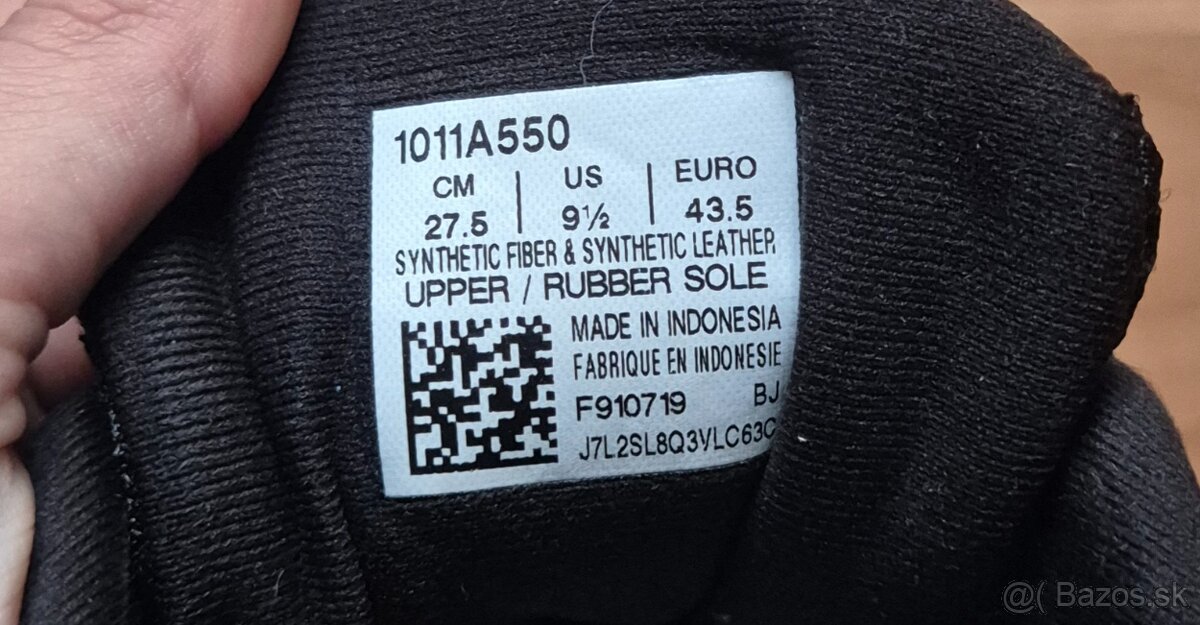 1011A550
CM | US | EURO
27.5 | 9½ | 43.5
SYNTHETIC FIBER & SYNTHETIC LEATHER
UPPER / RUBBER SOLE
MADE IN INDONESIA
FABRIQUE EN INDONESIE
F910719 BJ
J7L2SL8Q3VLC63C
@( Bazos.sk